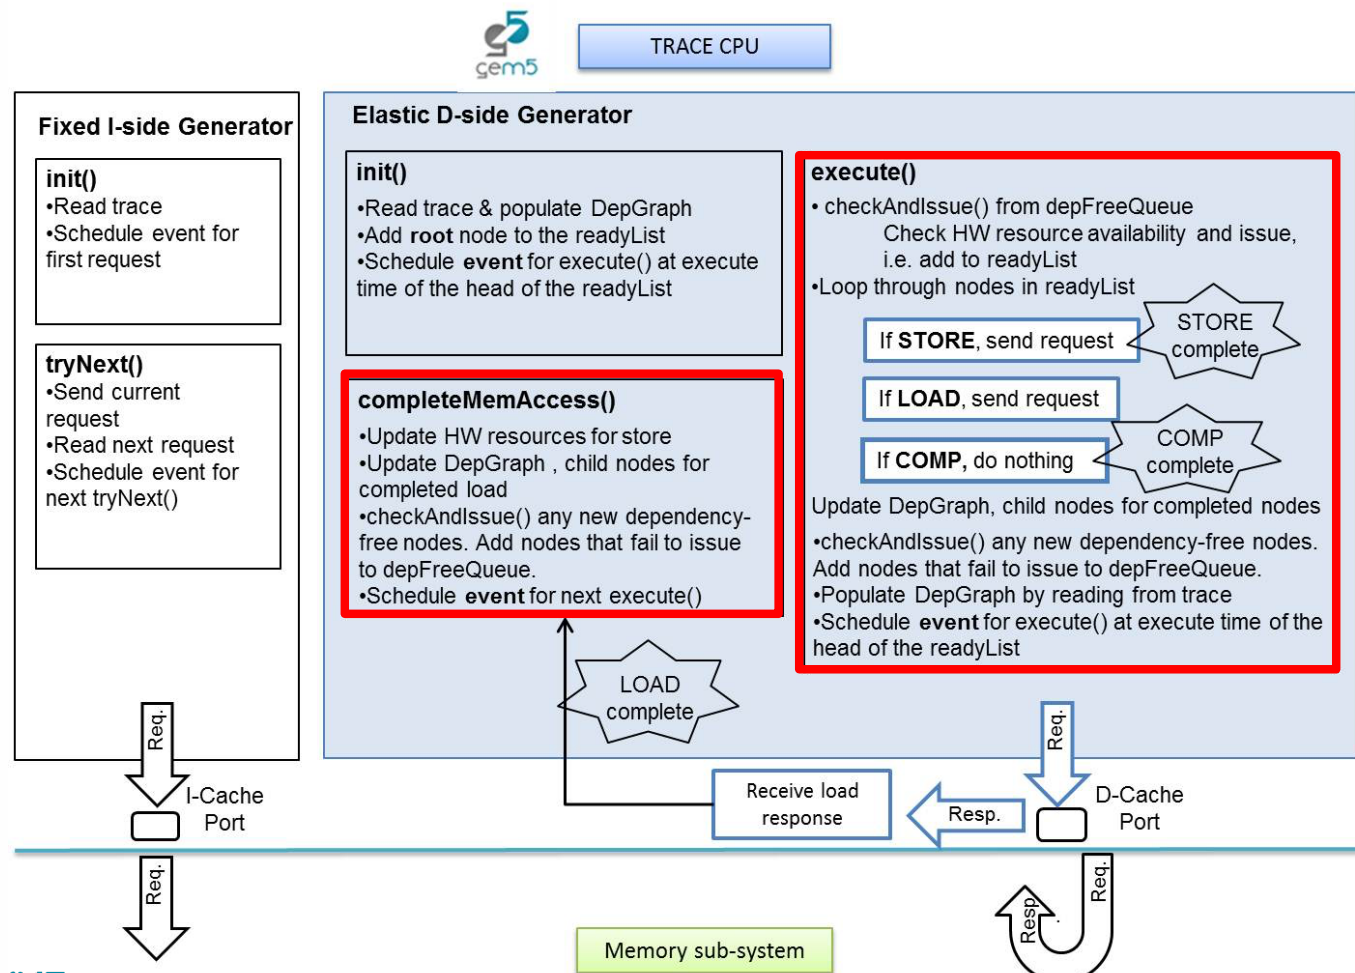 gem5
TRACE CPU
Fixed I-side Generator
init()
•Read trace
•Schedule event for
first request
tryNext()
•Send current
request
•Read next request
•Schedule event for
next tryNext()
Elastic D-side Generator
init()
•Read trace & populate DepGraph
•Add root node to the readyList
•Schedule event for execute() at execute
time of the head of the readyList
completeMemAccess()
•Update HW resources for store
•Update DepGraph , child nodes for
completed load
•checkAndIssue() any new dependency-
free nodes. Add nodes that fail to issue
to depFreeQueue.
•Schedule event for next execute()
execute()
• checkAndIssue() from depFreeQueue
Check HW resource availability and issue,
i.e. add to readyList
•Loop through nodes in readyList
If STORE, send request
STORE
complete
If LOAD, send request
If COMP, do nothing
COMP
complete
Update DepGraph, child nodes for completed nodes
•checkAndIssue() any new dependency-free nodes.
Add nodes that fail to issue to depFreeQueue.
•Populate DepGraph by reading from trace
•Schedule event for execute() at execute time of the
head of the readyList
LOAD
complete
Req.
I-Cache
Port
Req.
Receive load
response
Resp.
Req.
D-Cache
Port
Resp.
Req.
Memory sub-system